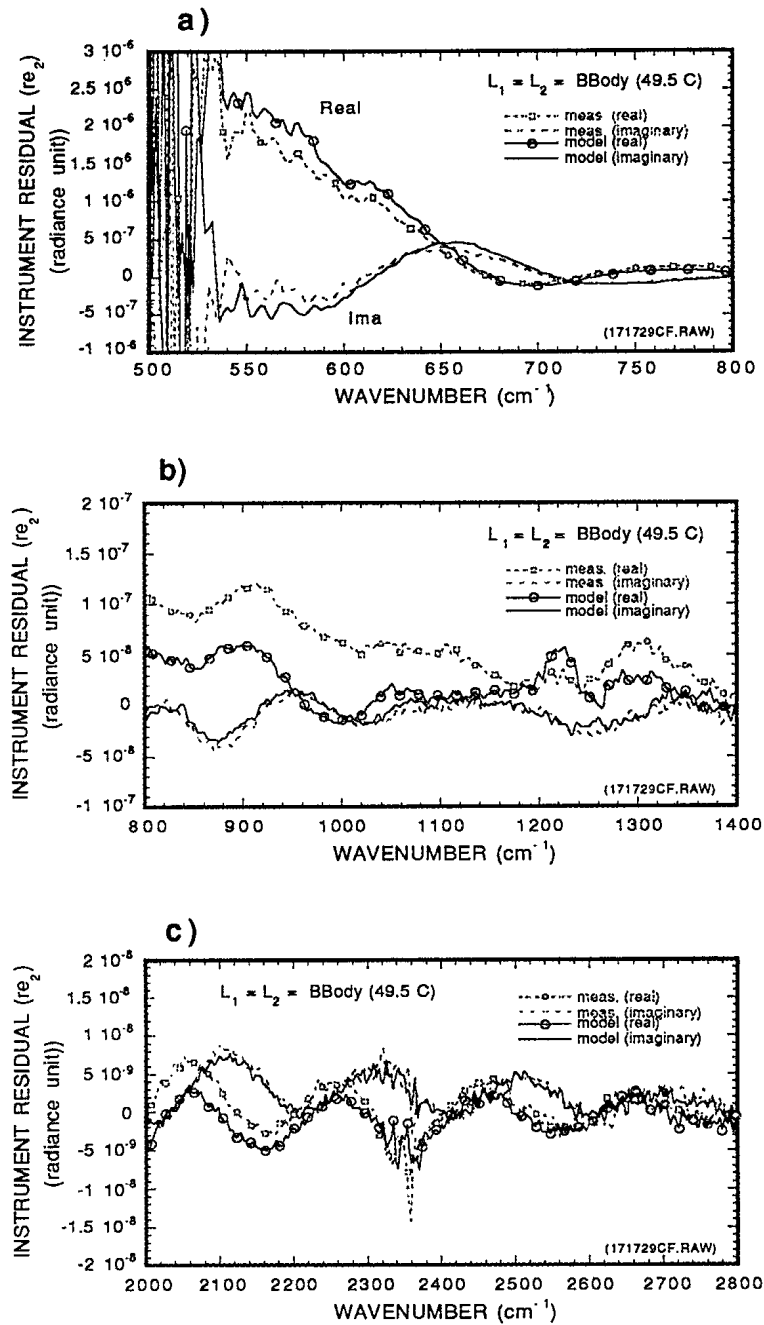 a)
INSTRUMENT RESIDUAL (re2)
(radiance unit))
3 10-6
2.5 106
2 10-6
1.5 106
1 10-6
5 10-7
0
-5 10-7
-1 10-6
L1 = L2 = BBody (49.5 C)
meas (real)
meas. (imaginary)
model (real)
model (imaginary)
Real
Ima
(171729CF.RAW)
500 550 600 650 700 750 800
WAVENUMBER (cm-1)
b)
INSTRUMENT RESIDUAL (re2)
(radiance unit))
2 10-7
1.5 10-7
1 10-7
5 10-8
0
-5 10-8
-1 10-7
L1 = L2 = BBody (49.5 C)
meas. (real)
meas (imaginary)
model (real)
model (imaginary)
(171729CF.RAW)
800 900 1000 1100 1200 1300 1400
WAVENUMBER (cm-1)
c)
INSTRUMENT RESIDUAL (re2)
(radiance unit))
2 10-8
1.5 10-8
1 10-8
5 10-9
0
-5 10-9
-1 10-8
-1.5 10-8
-2 10-8
L1 = L2 = BBody (49.5 C)
meas. (real)
meas. (imaginary)
model (real)
model (imaginary)
(171729CF.RAW)
2000 2100 2200 2300 2400 2500 2600 2700 2800
WAVENUMBER (cm-1)